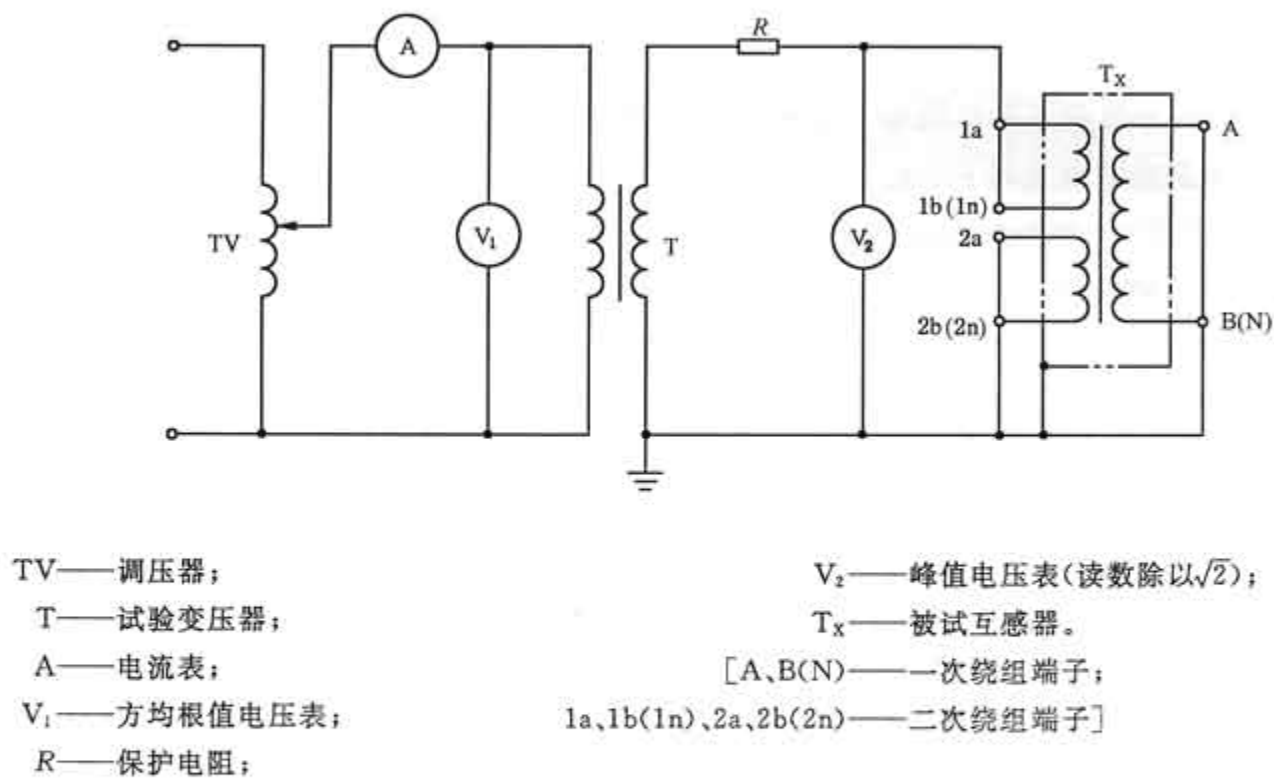 A
R
Tx
1a
A
1b(1n)
TV
V₁
T
V₂
2a
2b(2n)
B(N)
TV——调压器;
T——试验变压器;
A——电流表;
V₁——方均根值电压表;
R——保护电阻;
V₂——峰值电压表(读数除以√2);
Tx——被试互感器。
[A、B(N)——一次绕组端子;
1a、1b(1n)、2a、2b(2n)——二次绕组端子]